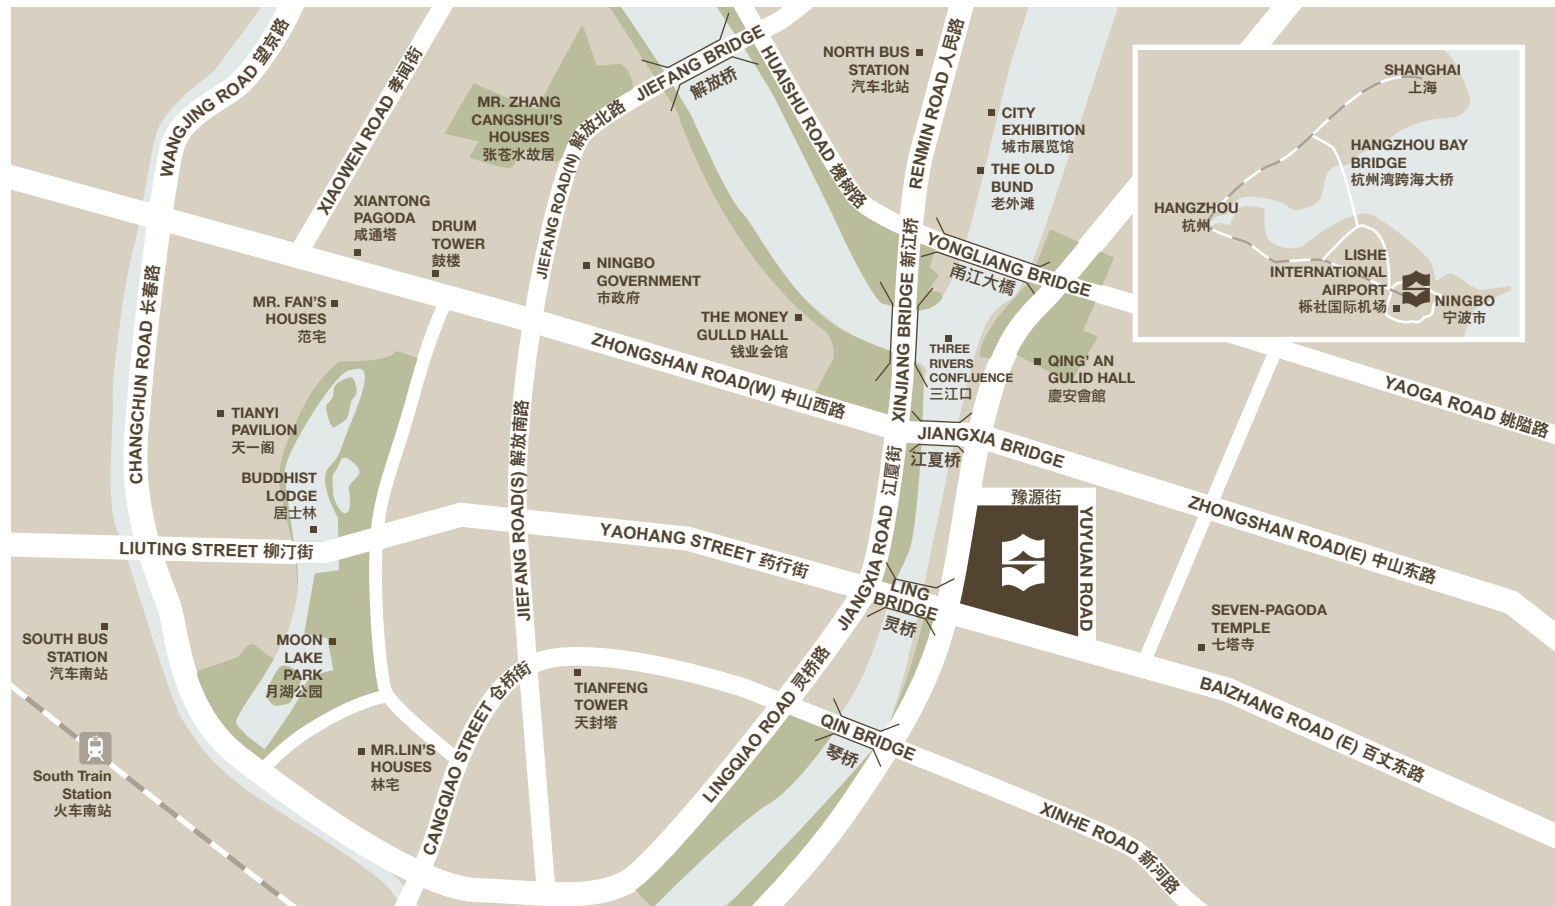 WANGJING ROAD 望京路
XIAOWEN ROAD 孝闻街
MR. ZHANG
CANGSHUI'S
HOUSES
张苍水故居
JIEFANG ROAD(N) 解放北路
JIEFANG BRIDGE
解放桥
HUAISHU ROAD 槐树路
NORTH BUS
STATION
汽车北站
RENMIN ROAD 人民路
CITY
EXHIBITION
城市展览馆
THE OLD
BUND
老外滩
SHANGHAI
上海
HANGZHOU BAY
BRIDGE
杭州湾跨海大桥
HANGZHOU
杭州
LISHE
INTERNATIONAL
AIRPORT
栎社国际机场
NINGBO
宁波市
XIANTONG
PAGODA
咸通塔
DRUM
TOWER
鼓楼
NINGBO
GOVERNMENT
市政府
MR. FAN'S
HOUSES
范宅
THE MONEY
GULLD HALL
钱业会馆
XINJIANG BRIDGE 新江桥
YONGLIANG BRIDGE
甬江大橋
THREE
RIVERS
CONFLUENCE
三江口
QING' AN
GULID HALL
慶安會館
CHANGCHUN ROAD 长春路
ZHONGSHAN ROAD(W) 中山西路
YAOGA ROAD 姚隘路
TIANYI
PAVILION
天一阁
BUDDHIST
LODGE
居士林
JIEFANG ROAD(S) 解放南路
JIANGXIA BRIDGE
江夏桥
JIANGXIA ROAD 江厦街
豫源街
YUYUAN ROAD
ZHONGSHAN ROAD(E) 中山东路
LIUTING STREET 柳汀街
YAOHANG STREET 药行街
LING
BRIDGE
灵桥
SEVEN-PAGODA
TEMPLE
七塔寺
SOUTH BUS
STATION
汽车南站
MOON
LAKE
PARK
月湖公园
CANGQIAO STREET 仓桥街
TIANFENG
TOWER
天封塔
LINGQIAO ROAD 灵桥路
QIN BRIDGE
琴桥
BAIZHANG ROAD (E) 百丈东路
MR.LIN'S
HOUSES
林宅
South Train
Station
火车南站
XINHE ROAD 新河路